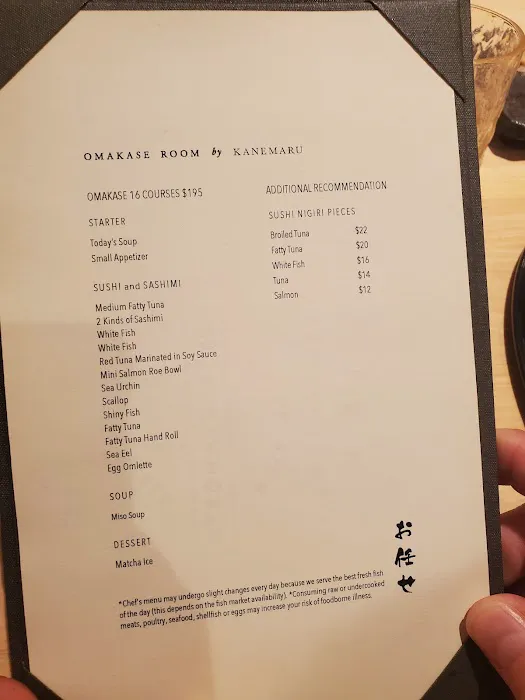 OMAKASE ROOM by KANEMARU
OMAKASE 16 COURSES $195
STARTER
Today's Soup
Small Appetizer
SUSHI and SASHIMI
Medium Fatty Tuna
2 Kinds of Sashimi
White Fish
White Fish
Red Tuna Marinated in Soy Sauce
Mini Salmon Roe Bowl
Sea Urchin
Scallop
Shiny Fish
Fatty Tuna
Fatty Tuna Hand Roll
Sea Eel
Egg Omlette
SOUP
Miso Soup
DESSERT
Matcha Ice
ADDITIONAL RECOMMENDATION
SUSHI NIGIRI PIECES
Broiled Tuna $22
Fatty Tuna $20
White Fish $16
Tuna $14
Salmon $12
お任せ
*Chef's menu may undergo slight changes every day because we serve the best fresh fish
of the day (this depends on the fish market availability). *Consuming raw or undercooked
meats, poultry, seafood, shellfish or eggs may increase your risk of foodborne illness.